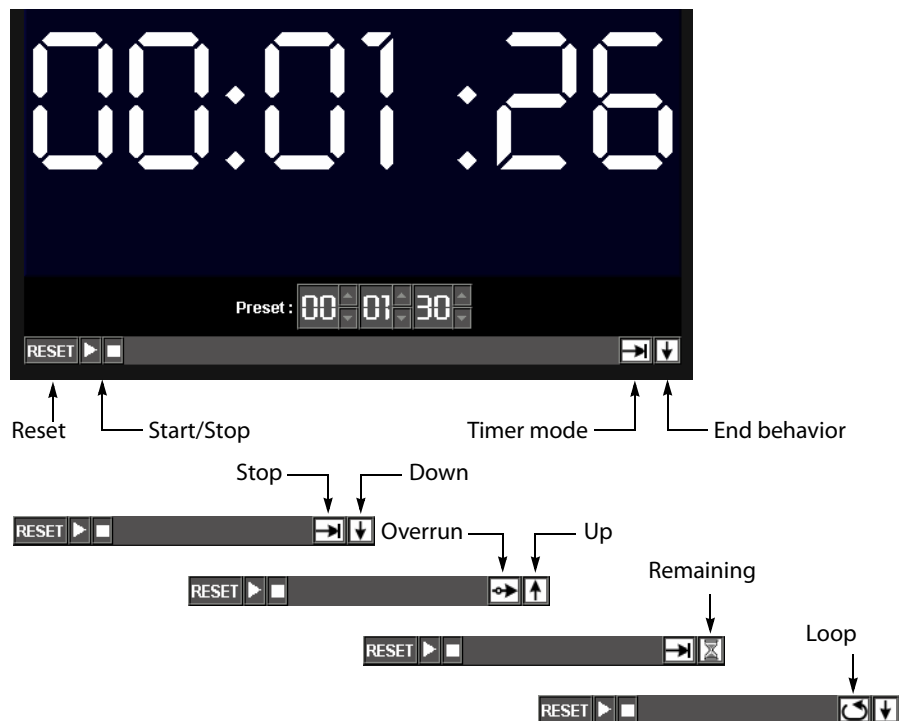 00:01:26
Preset: 00 01 30
RESET
Reset Start/Stop Timer mode End behavior
Stop Down
RESET Overrun Up
RESET Remaining
RESET Loop
RESET